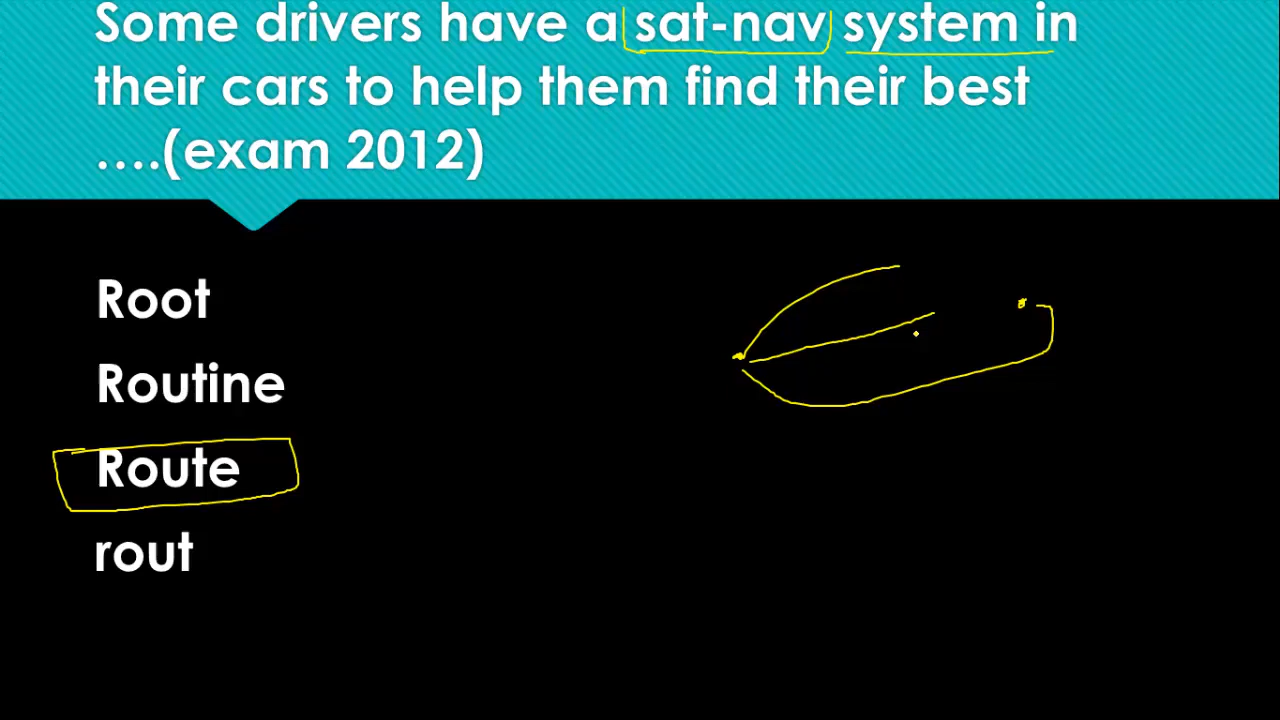 Some drivers have a sat-nav system in
their cars to help them find their best
….(exam 2012)
Root
Routine
Route
rout